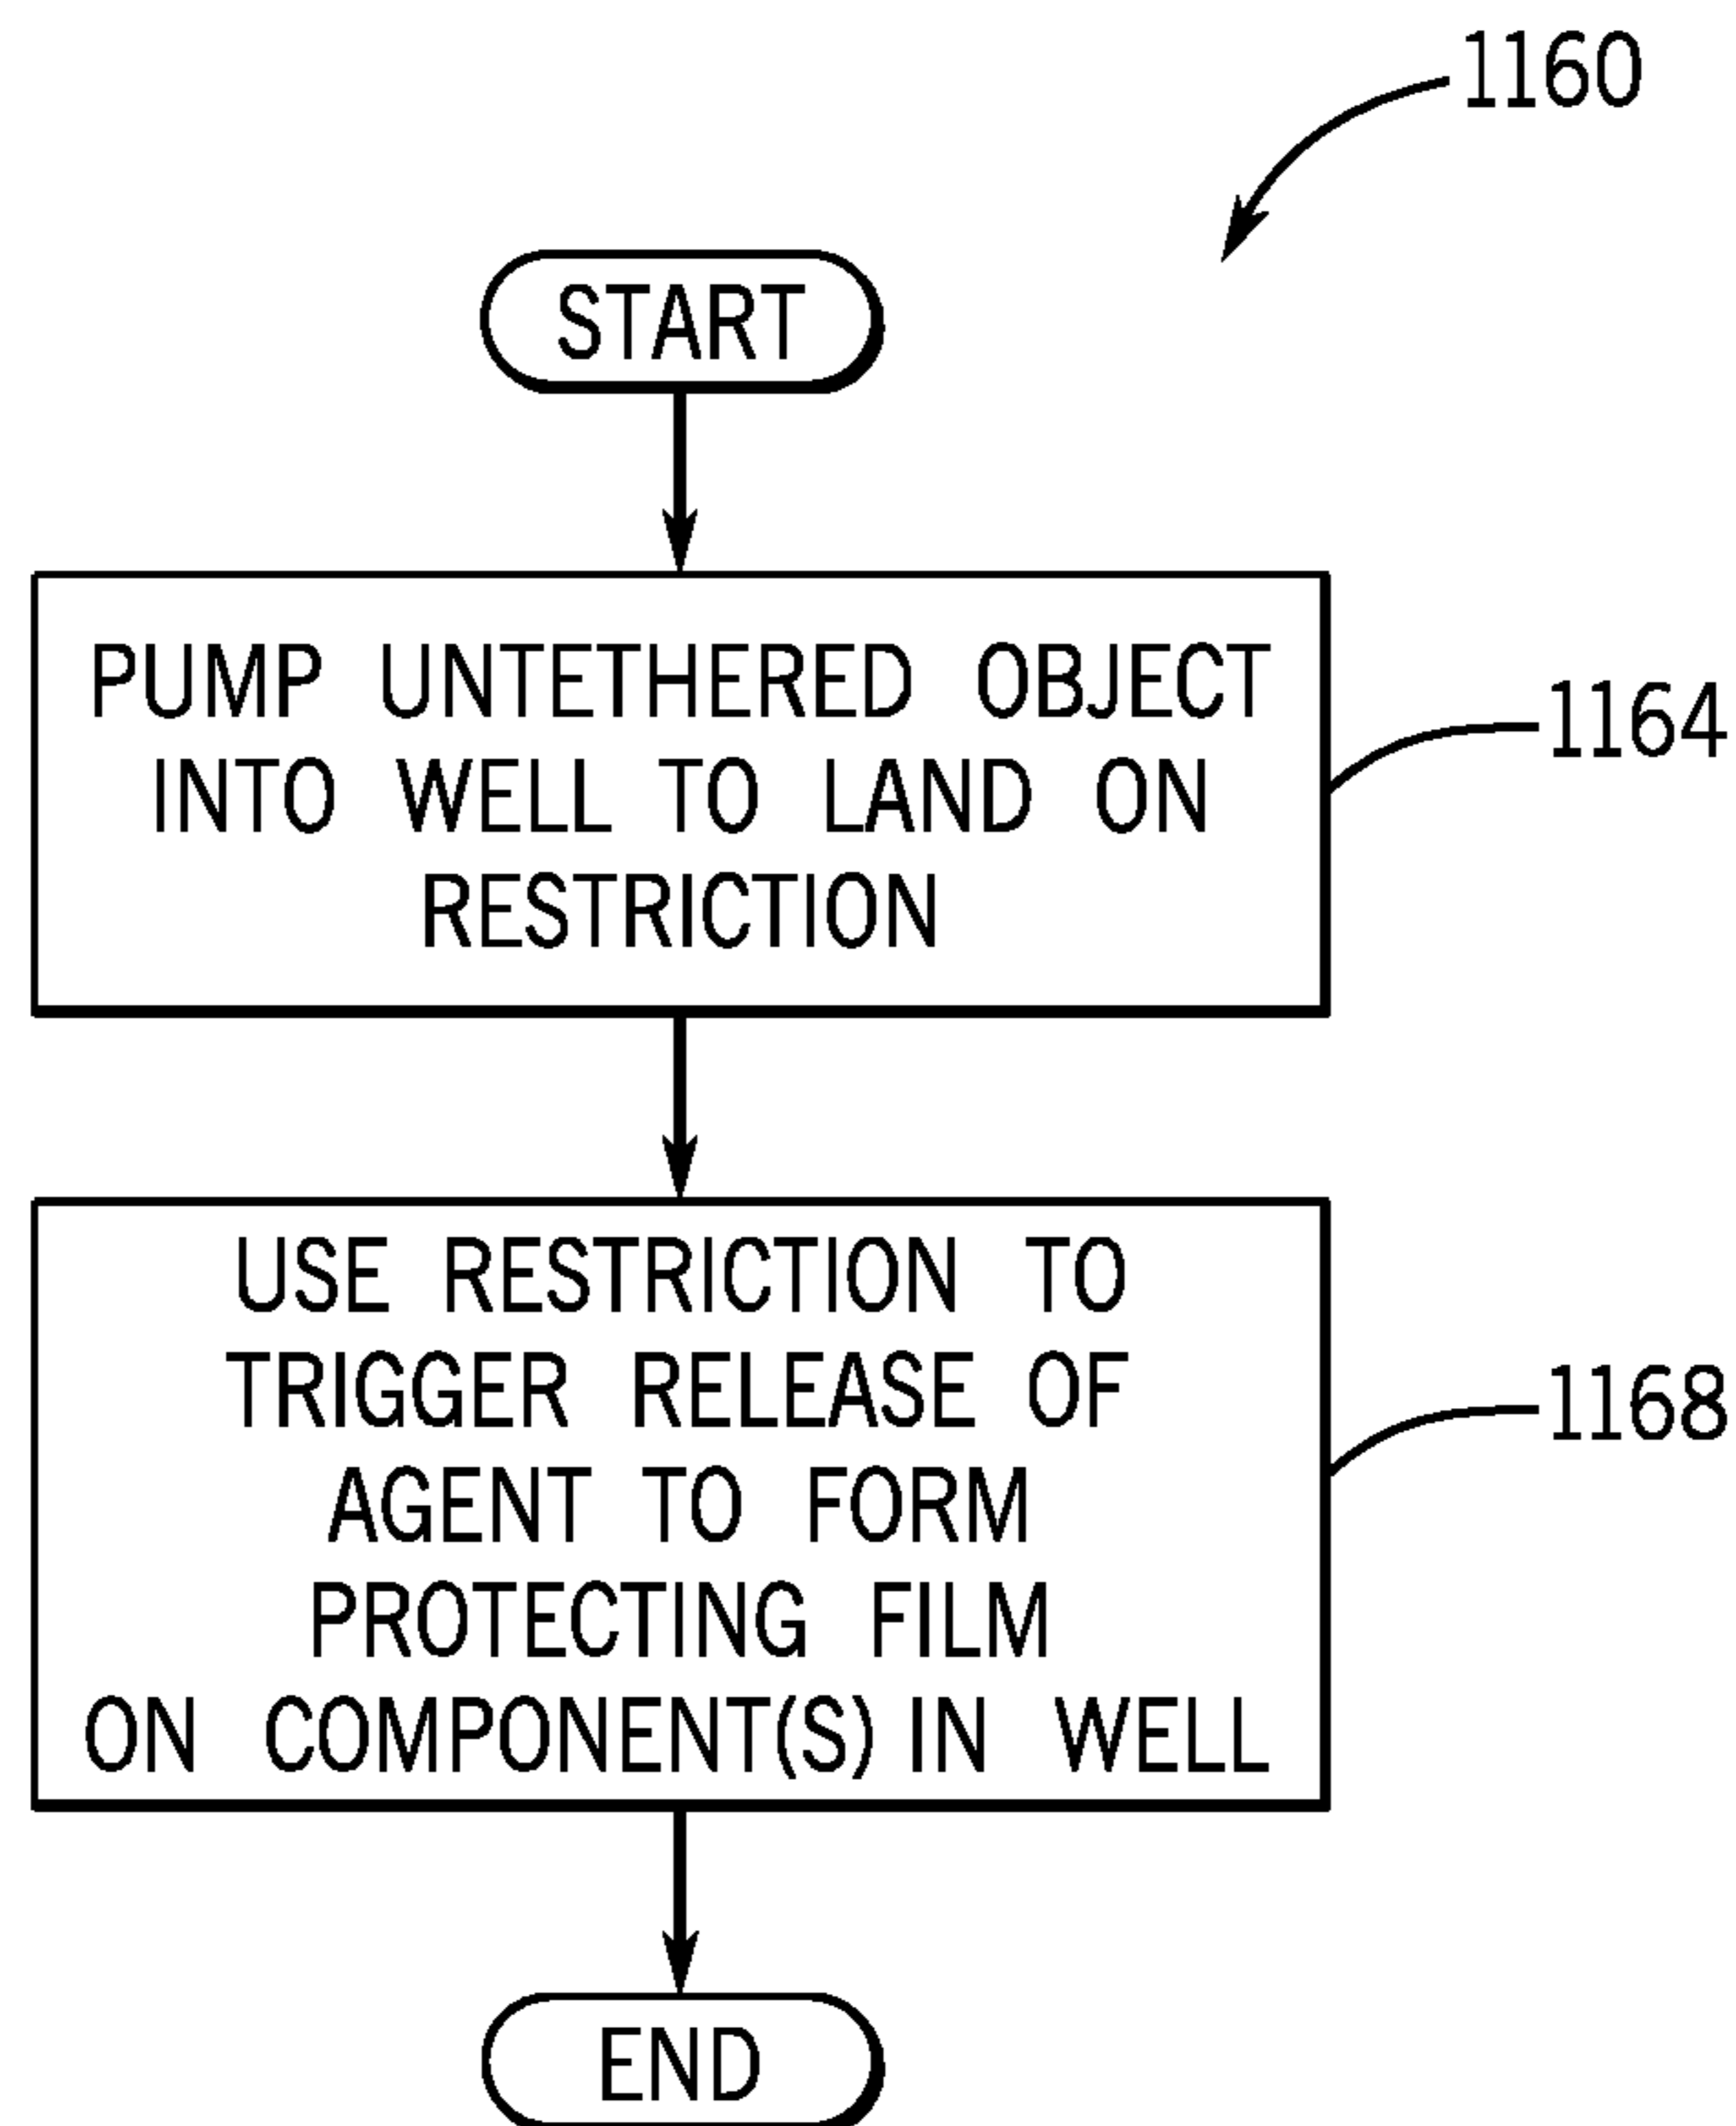 1160
START
PUMP UNTETHERED OBJECT
INTO WELL TO LAND ON
RESTRICTION
1164
USE RESTRICTION TO
TRIGGER RELEASE OF
AGENT TO FORM
PROTECTING FILM
ON COMPONENT(S) IN WELL
1168
END